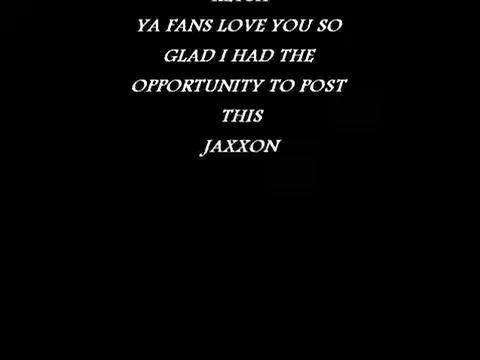 YA FANS LOVE YOU SO
GLAD I HAD THE
OPPORTUNITY TO POST
THIS
JAXXON